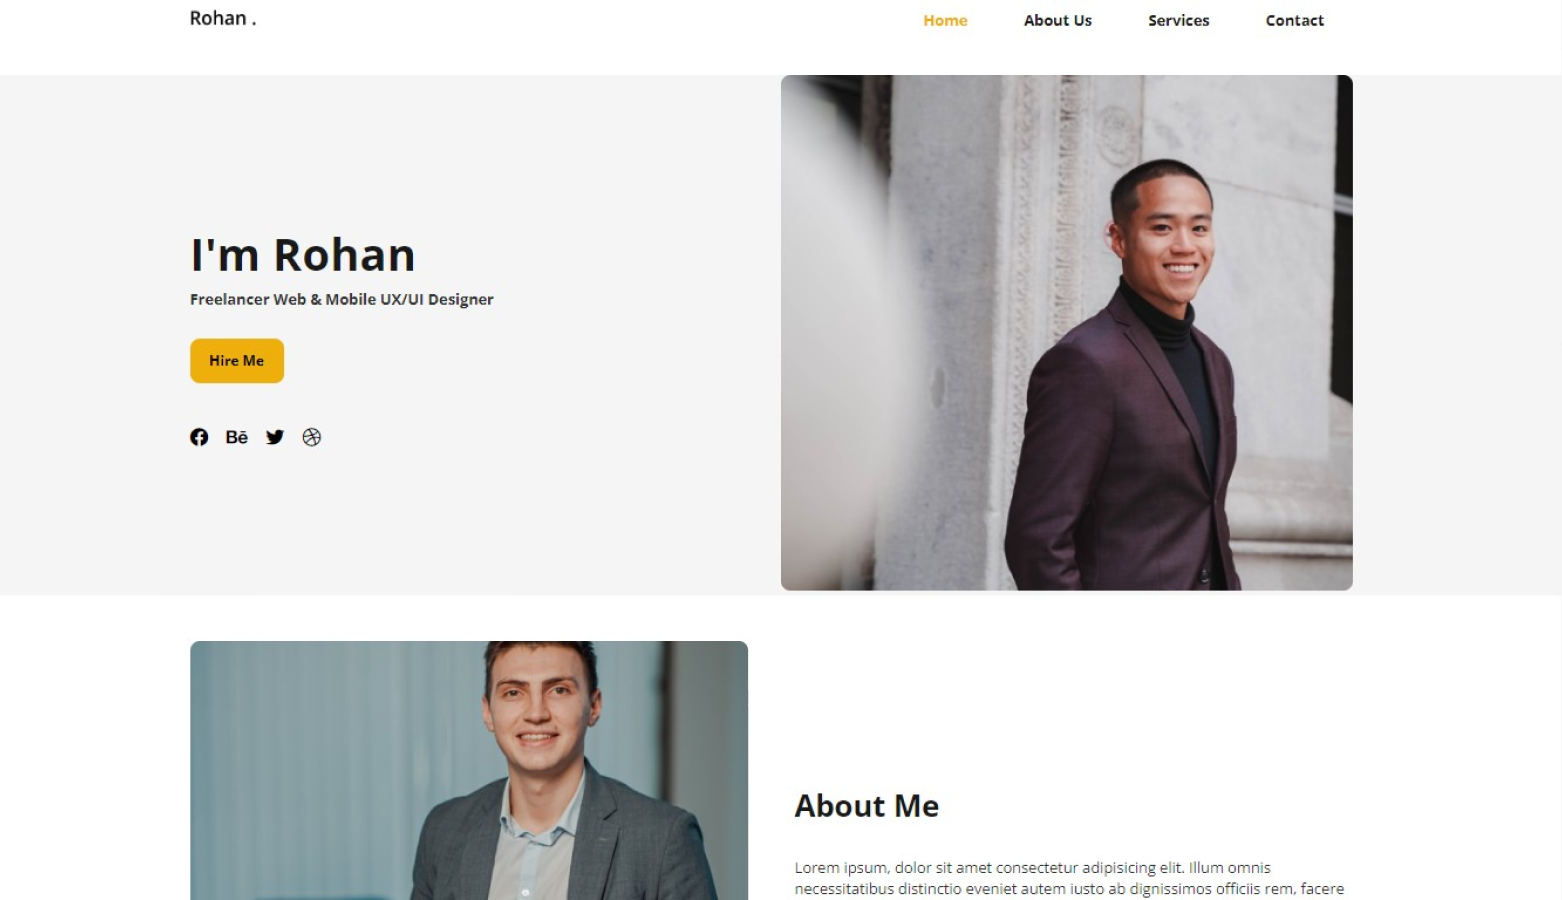 Rohan .
Home About Us Services Contact
I'm Rohan
Freelancer Web & Mobile UX/UI Designer
Hire Me
Bē
About Me
Lorem ipsum, dolor sit amet consectetur adipisicing elit. Illum omnis
necessitatibus distinctio eveniet autem iusto ab dignissimos officiis rem, facere